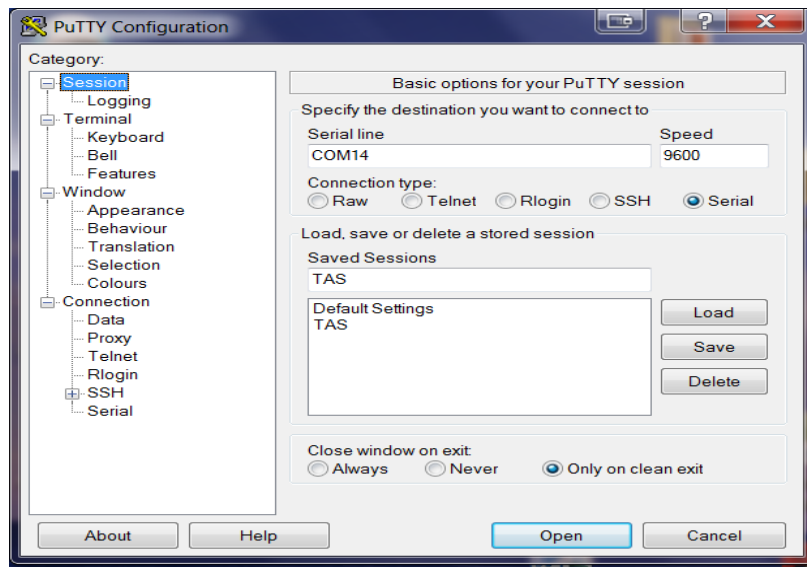 PuTTY Configuration
Category:
Session
Logging
Terminal
Keyboard
Bell
Features
Window
Appearance
Behaviour
Translation
Selection
Colours
Connection
Data
Proxy
Telnet
Rlogin
SSH
Serial
Basic options for your PuTTY session
Specify the destination you want to connect to
Serial line Speed
COM14 9600
Connection type:
Raw Telnet Rlogin SSH Serial
Load, save or delete a stored session
Saved Sessions
TAS
Default Settings
TAS
Load
Save
Delete
Close window on exit:
Always Never Only on clean exit
About Help Open Cancel